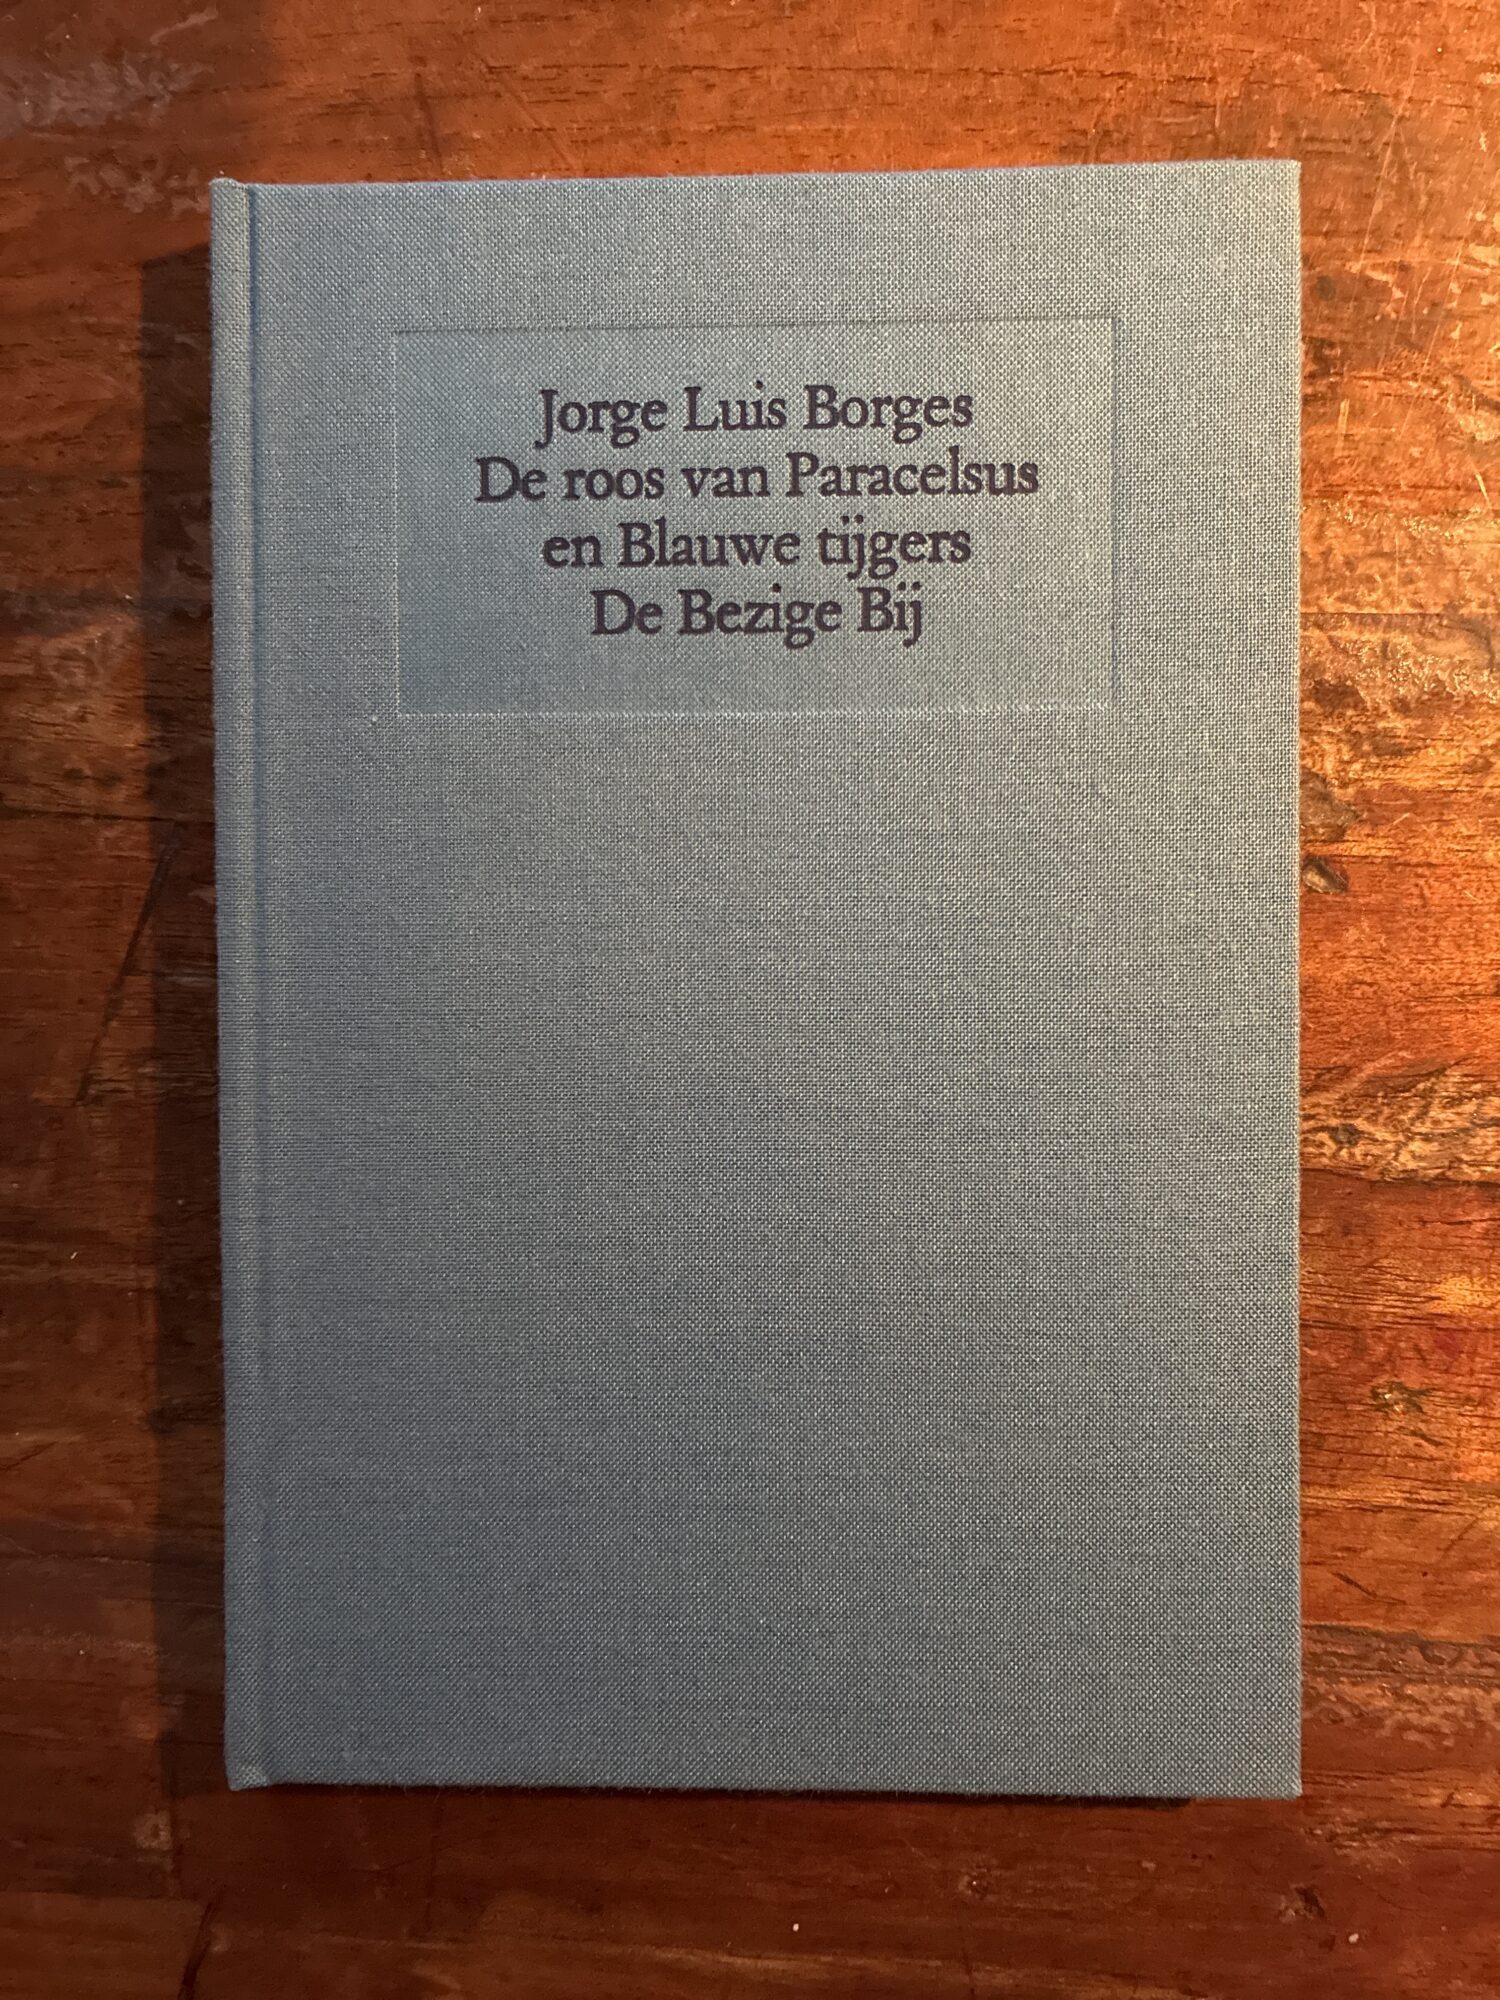 Jorge Luis Borges
De roos van Paracelsus
en Blauwe tijgers
De Bezige Bij